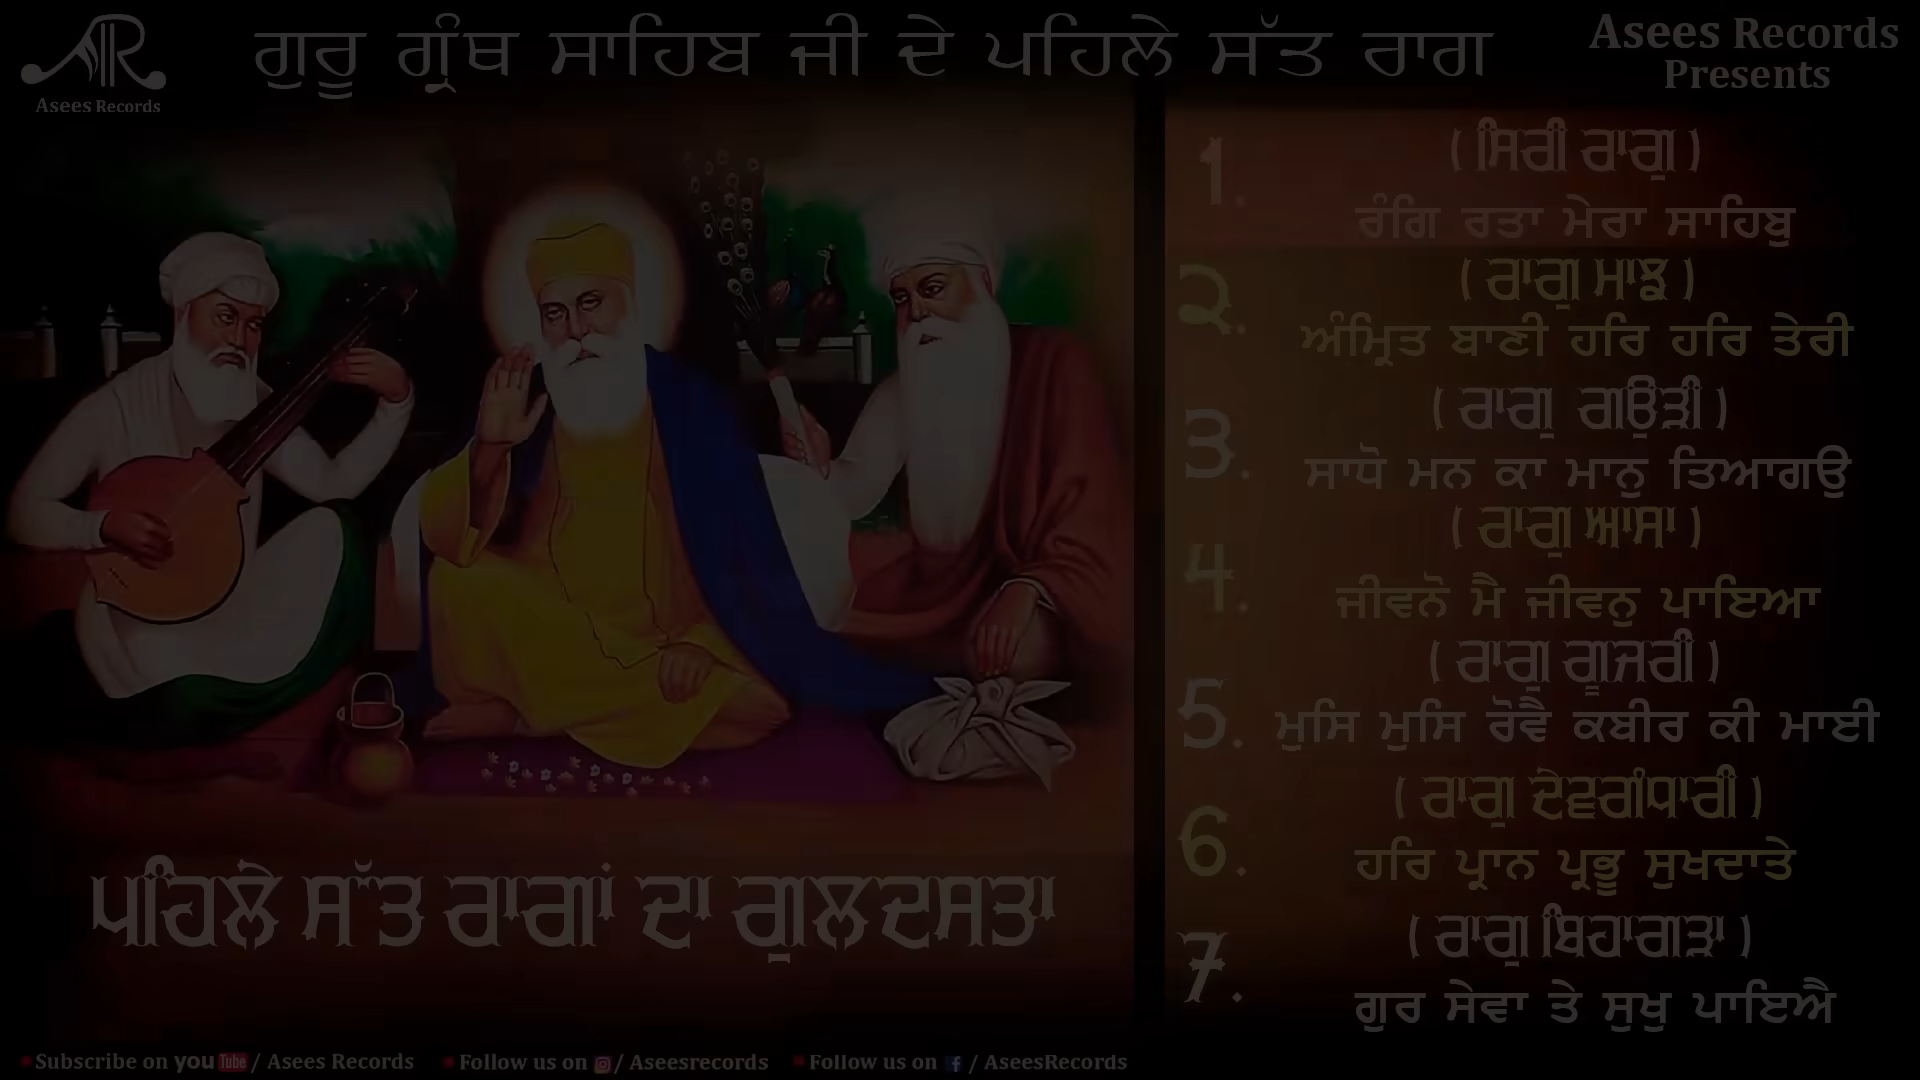 ਗੁਰੂ ਗ੍ਰੰਥ ਸਾਹਿਬ ਜੀ ਦੇ ਪਹਿਲੇ ਸੱਤ ਰਾਗ
Asees Records
Presents
Asees Records
1. ( ਸਿਰੀ ਰਾਗੁ )
ਰੰਗਿ ਰਤਾ ਮੇਰਾ ਸਾਹਿਬੁ
੨. ( ਰਾਗੁ ਮਾਝੁ )
ਅੰਮ੍ਰਿਤ ਬਾਣੀ ਹਰਿ ਹਰਿ ਤੇਰੀ
3. ( ਰਾਗੁ ਗਉੜੀ )
ਸਾਧੋ ਮਨ ਕਾ ਮਾਨੁ ਤਿਆਗਉ
4. ( ਰਾਗੁ ਆਸਾ )
ਜੀਵਨੋ ਮੈ ਜੀਵਨੁ ਪਾਇਆ
5. ( ਰਾਗੁ ਗੂਜਰੀ )
ਮੁਸਿ ਮੁਸਿ ਰੋਵੈ ਕਬੀਰ ਕੀ ਮਾਈ
6. ( ਰਾਗੁ ਦੇਵਗੰਧਾਰੀ )
ਹਰਿ ਪ੍ਰਾਨ ਪ੍ਰਭੂ ਸੁਖਦਾਤੇ
7. ( ਰਾਗੁ ਬਿਹਾਗੜਾ )
ਗੁਰ ਸੇਵਾ ਤੇ ਸੁਖੁ ਪਾਇਐ
ਪਹਿਲੇ ਸੱਤ ਰਾਗਾਂ ਦਾ ਗੁਲਦਸਤਾ
Subscribe on YouTube / Asees Records Follow us on / Aseesrecords Follow us on f / AseesRecords